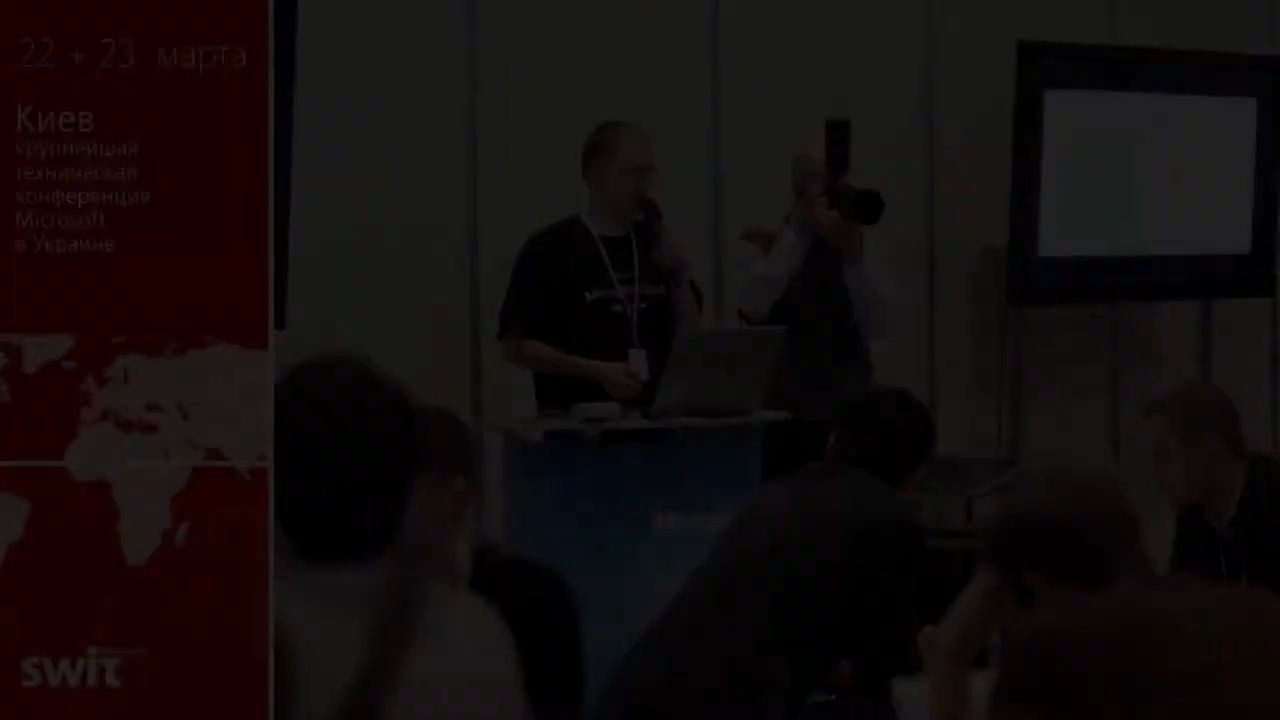 22 + 23 марта
Киев
крупнейшая
техническая
конференция
Microsoft
в Украине
swit